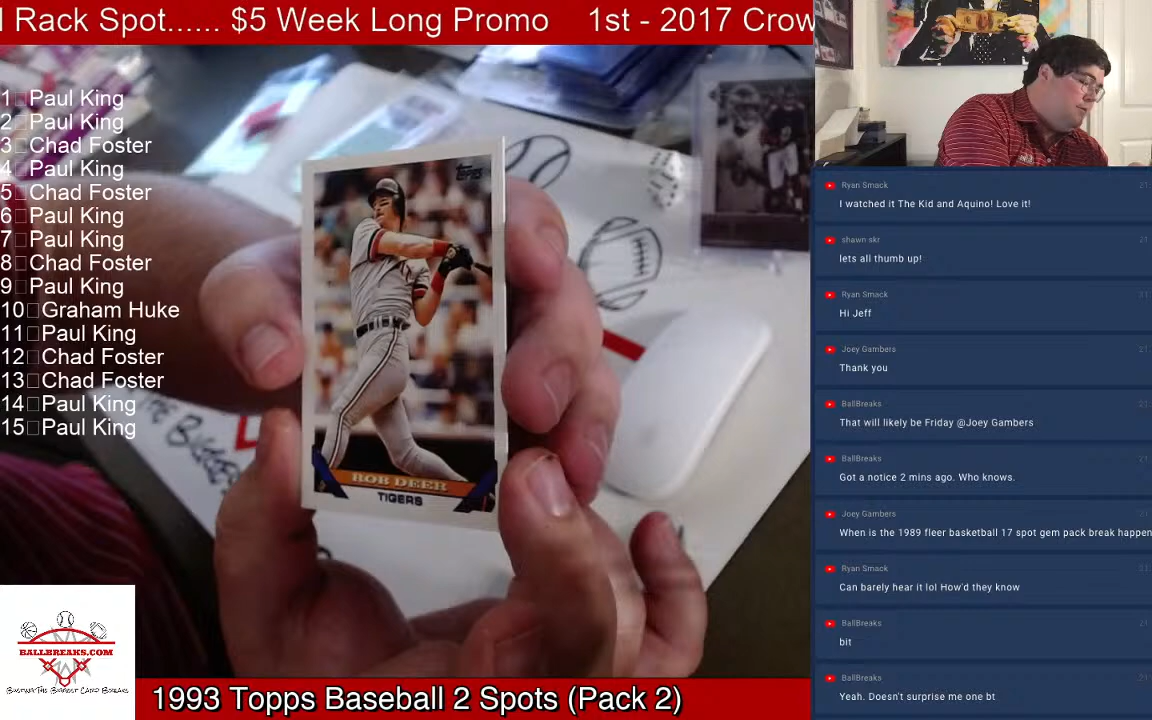 l Rack Spot...... $5 Week Long Promo 1st - 2017 Crow
1 Paul King
2 Paul King
3 Chad Foster
4 Paul King
5 Chad Foster
6 Paul King
7 Paul King
8 Chad Foster
9 Paul King
10 Graham Huke
11 Paul King
12 Chad Foster
13 Chad Foster
14 Paul King
15 Paul King
Topps
ROB DEER
TIGERS
BALLBREAKS.COM
BUSTING THE BIGGEST CARD BREAKS
1993 Topps Baseball 2 Spots (Pack 2)
Ryan Smack
I watched it The Kid and Aquino! Love it!
shawn skr
lets all thumb up!
Ryan Smack
Hi Jeff
Joey Gambers
Thank you
BallBreaks
That will likely be Friday @Joey Gambers
BallBreaks
Got a notice 2 mins ago. Who knows.
Joey Gambers
When is the 1989 fleer basketball 17 spot gem pack break happen
Ryan Smack
Can barely hear it lol How'd they know
BallBreaks
bit
BallBreaks
Yeah. Doesn't surprise me one bt